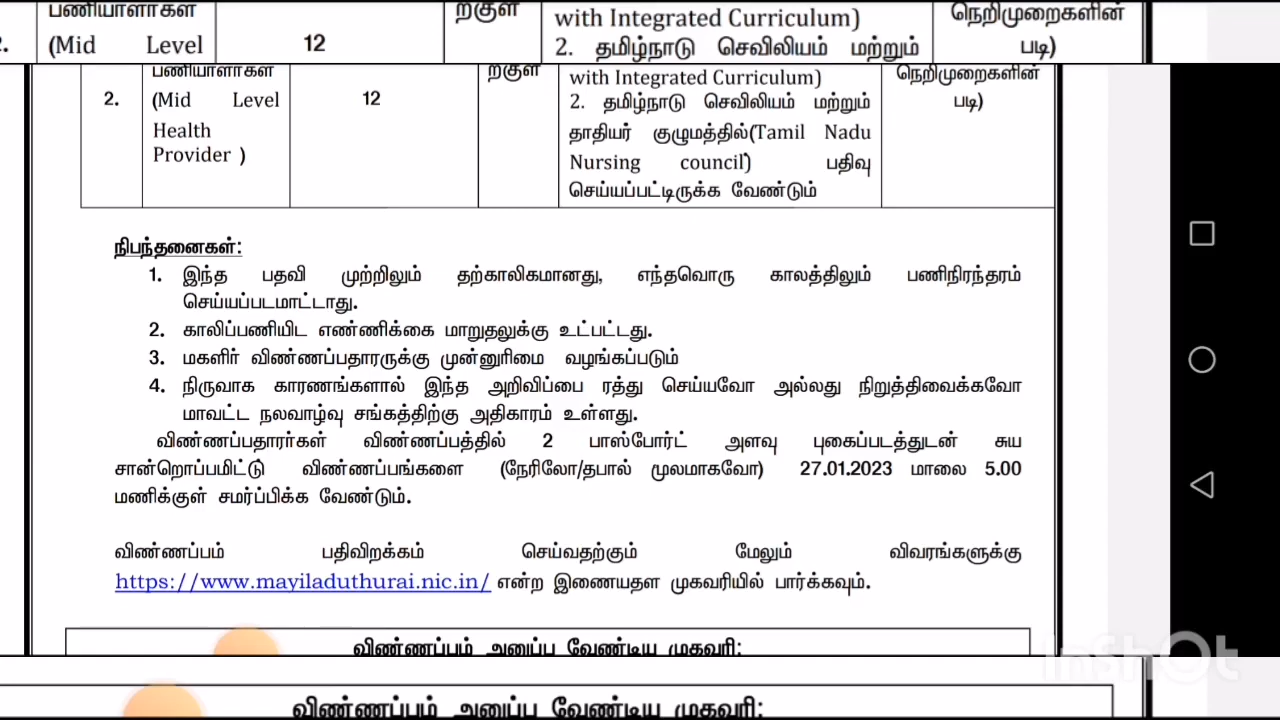 பணியாளர்கள் றகுள் with Integrated Curriculum) நெறிமுறைகளின்
2. (Mid Level 12 2. தமிழ்நாடு செவிலியம் மற்றும் படி)
பணியாளர்கள் றகுள் with Integrated Curriculum) நெறிமுறைகளின்
2. (Mid Level 12 2. தமிழ்நாடு செவிலியம் மற்றும் படி)
Health தாதியர் குழுமத்தில்(Tamil Nadu
Provider ) Nursing council) பதிவு
செய்யப்பட்டிருக்க வேண்டும்
நிபந்தனைகள்:
1. இந்த பதவி முற்றிலும் தற்காலிகமானது, எந்தவொரு காலத்திலும் பணிநிரந்தரம்
செய்யப்படமாட்டாது.
2. காலிப்பணியிட எண்ணிக்கை மாறுதலுக்கு உட்பட்டது.
3. மகளிர் விண்ணப்பதாரருக்கு முன்னுரிமை வழங்கப்படும்
4. நிருவாக காரணங்களால் இந்த அறிவிப்பை ரத்து செய்யவோ அல்லது நிறுத்திவைக்கவோ
மாவட்ட நலவாழ்வு சங்கத்திற்கு அதிகாரம் உள்ளது.
விண்ணப்பதாரர்கள் விண்ணப்பத்தில் 2 பாஸ்போர்ட் அளவு புகைப்படத்துடன் சுய
சான்றொப்பமிட்டு விண்ணப்பங்களை (நேரிலோ/தபால் மூலமாகவோ) 27.01.2023 மாலை 5.00
மணிக்குள் சமர்ப்பிக்க வேண்டும்.
விண்ணப்பம் பதிவிறக்கம் செய்வதற்கும் மேலும் விவரங்களுக்கு
https://www.mayiladuthurai.nic.in/ என்ற இணையதள முகவரியில் பார்க்கவும்.
விண்ணப்பம் அனுப்ப வேண்டிய முகவரி:
InShOt
விண்ணப்பம் அனுப்ப வேண்டிய முகவரி: